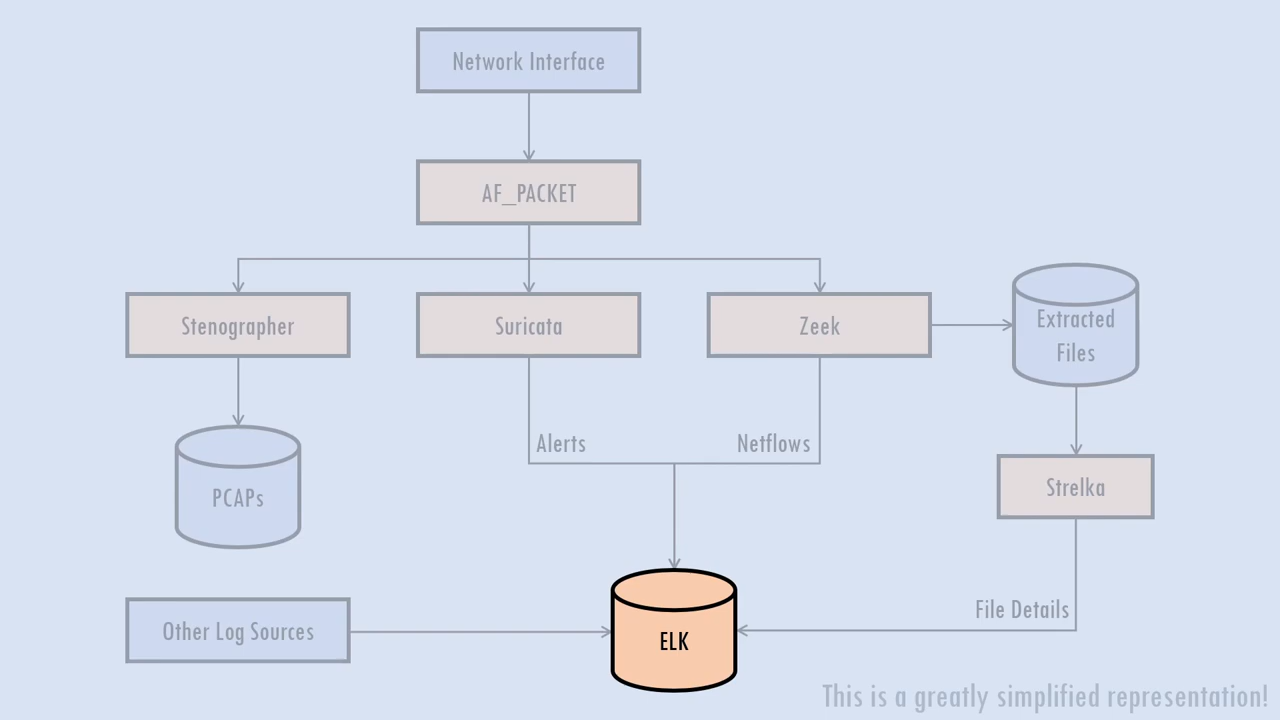 Network Interface
AF_PACKET
Stenographer
Suricata
Zeek
Extracted
Files
Alerts
Netflows
PCAPs
Strelka
File Details
Other Log Sources
ELK
This is a greatly simplified representation!